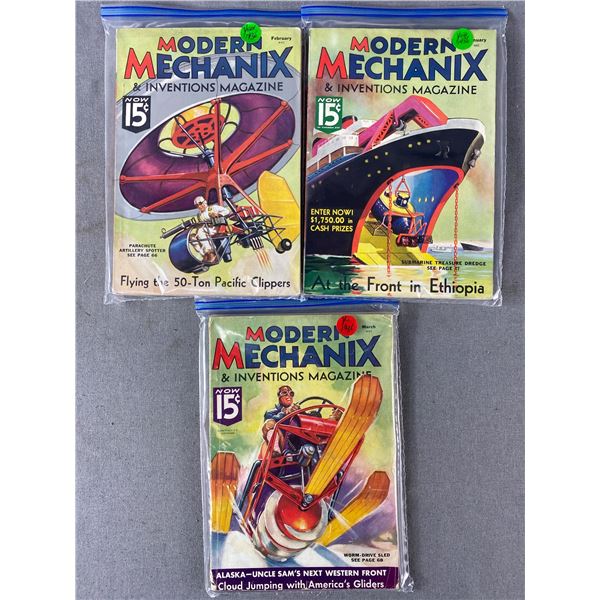 MODERN
MECHANIX
& INVENTIONS MAGAZINE
February
NOW
15¢
PARACHUTE
ARTILLERY SPOTTER
SEE PAGE 66
Flying the 50-Ton Pacific Clippers
MODERN
MECHANIX
& INVENTIONS MAGAZINE
NOW
15¢
ENTER NOW!
$1,750.00 in
CASH PRIZES
SUBMARINE TREASURE DREDGE
At the Front in Ethiopia
MODERN
MECHANIX
& INVENTIONS MAGAZINE
March
NOW
15¢
WORM-DRIVE SLED
SEE PAGE 68
ALASKA—UNCLE SAM'S NEXT WESTERN FRONT
Cloud Jumping with America's Gliders